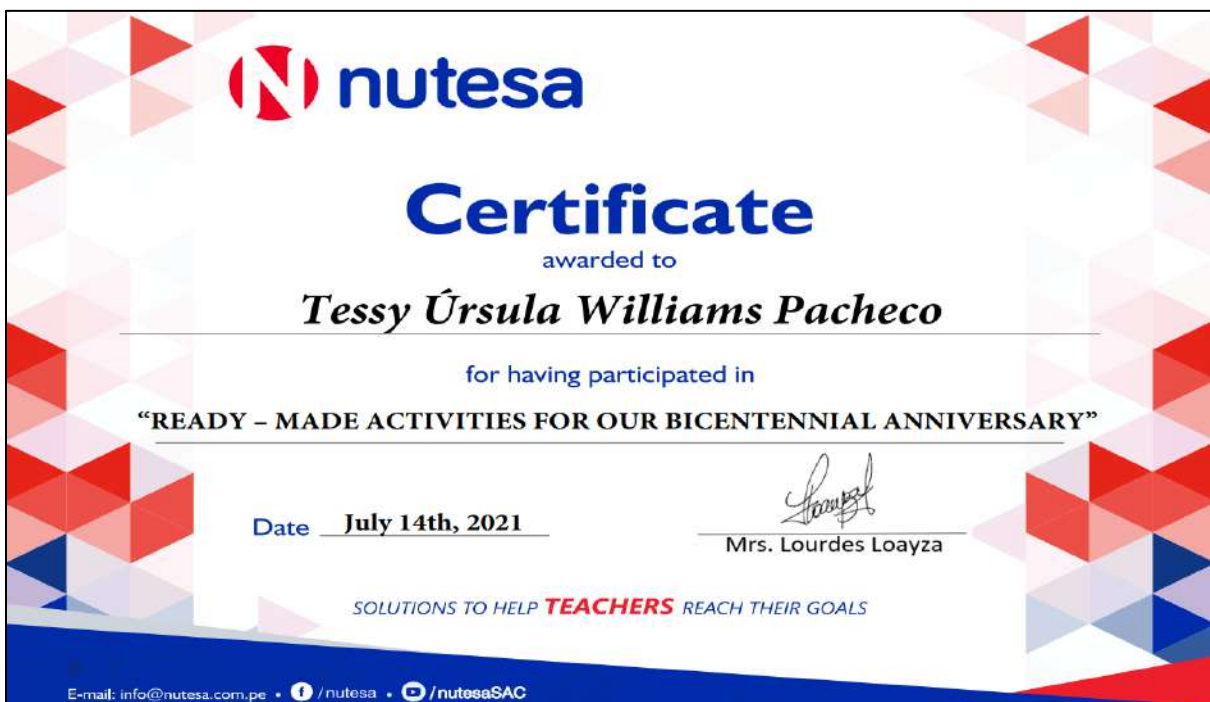 nutesa
Certificate
awarded to
Tessy Úrsula Williams Pacheco
for having participated in
“READY – MADE ACTIVITIES FOR OUR BICENTENNIAL ANNIVERSARY”
Date July 14th, 2021
Mrs. Lourdes Loayza
SOLUTIONS TO HELP TEACHERS REACH THEIR GOALS
E-mail: info@nutesa.com.pe • f /nutesa • /nutesaSAC